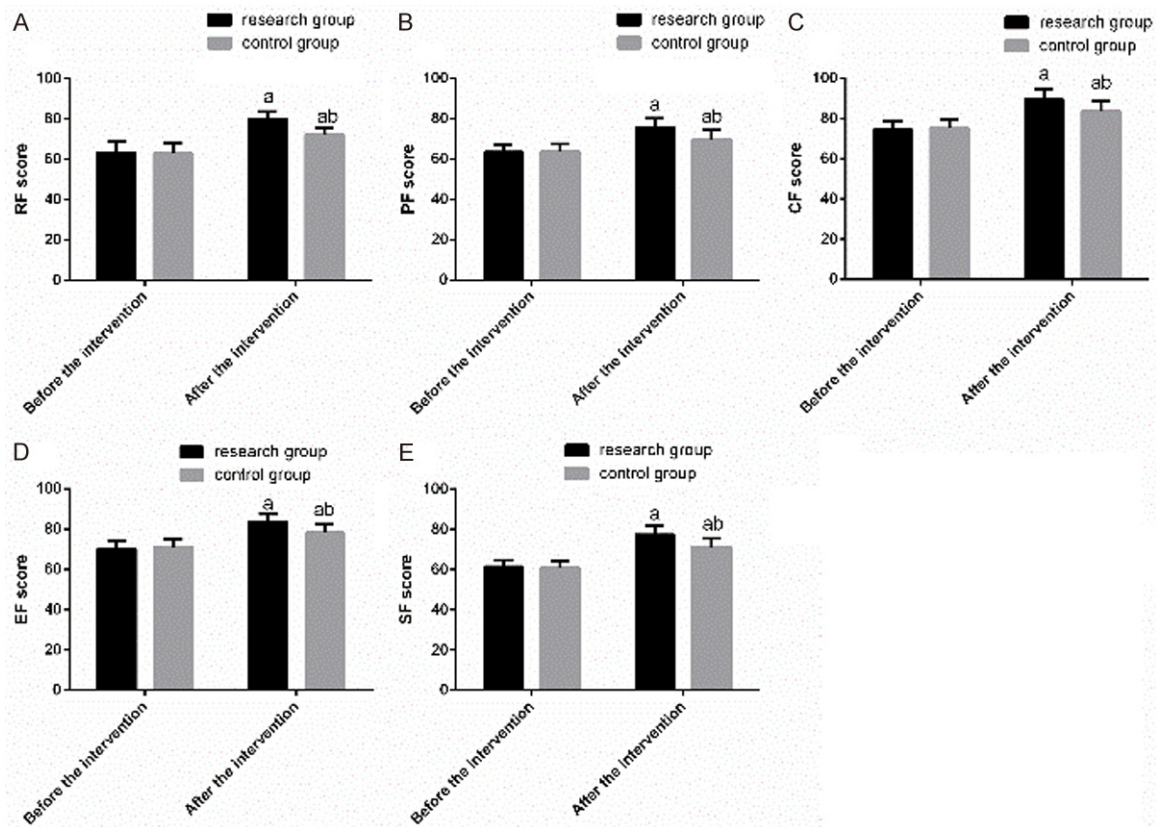 A
research group
control group
RF score
100
80
60
40
20
0
a
ab
Before the intervention
After the intervention
B
research group
control group
PF score
100
80
60
40
20
0
a
ab
Before the intervention
After the intervention
C
research group
control group
CF score
100
80
60
40
20
0
a
ab
Before the intervention
After the intervention
D
research group
control group
EF score
100
80
60
40
20
0
a
ab
Before the intervention
After the intervention
E
research group
control group
SF score
100
80
60
40
20
0
a
ab
Before the intervention
After the intervention